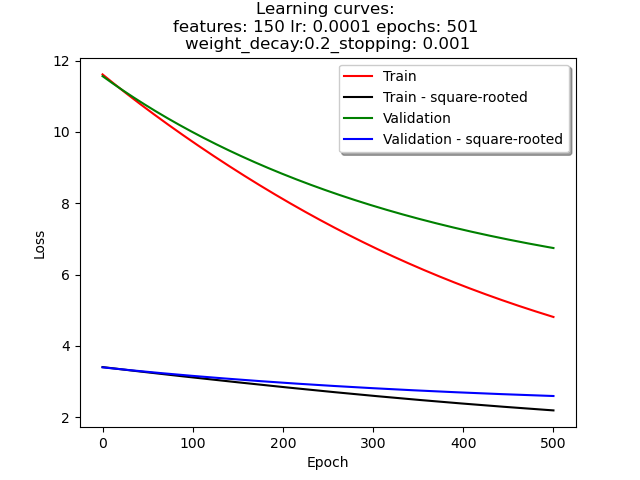 Learning curves:
features: 150 lr: 0.0001 epochs: 501
weight_decay:0.2_stopping: 0.001
Train
Train - square-rooted
Validation
Validation - square-rooted
12
10
8
6
4
2
Loss
0
100
200
300
400
500
Epoch